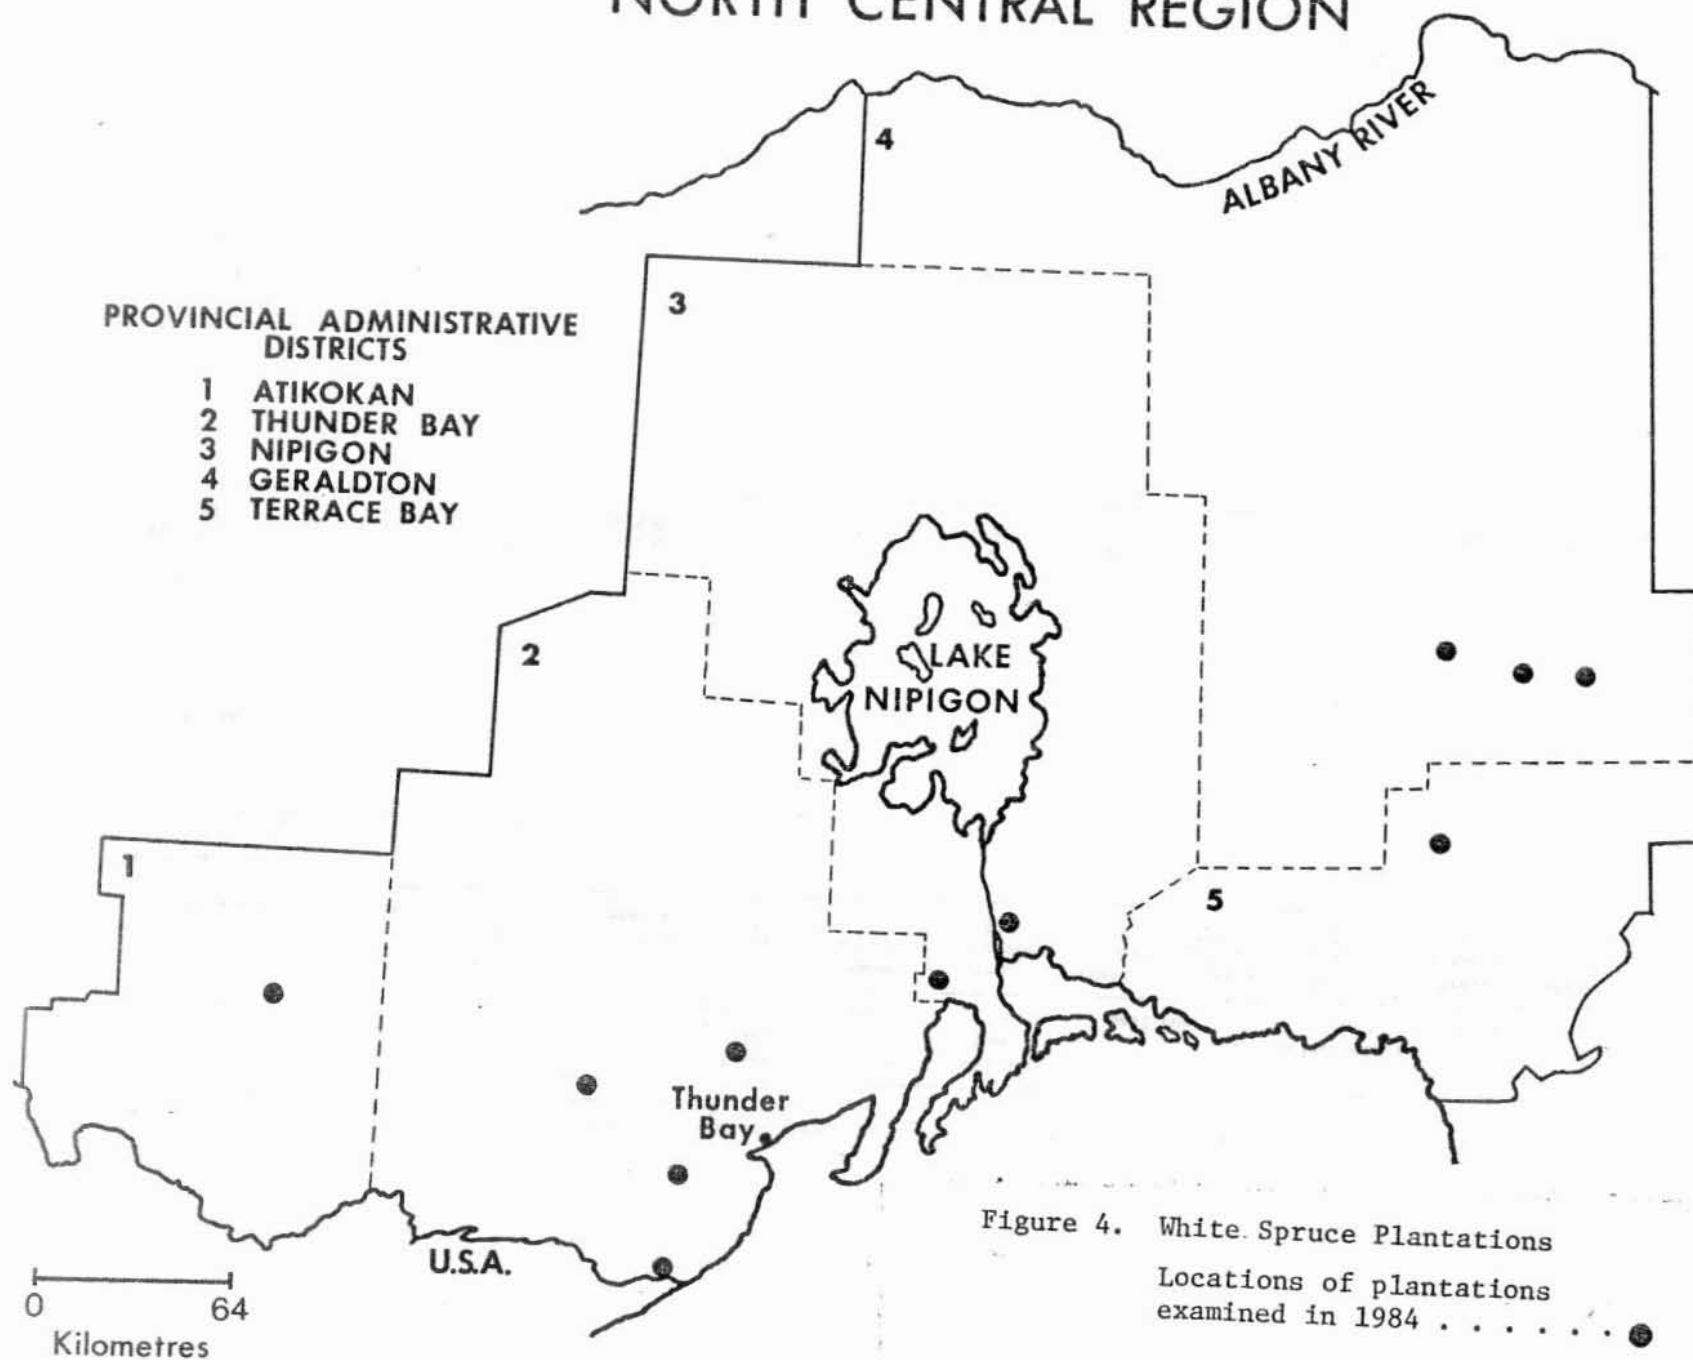 NORTH CENTRAL REGION
4
ALBANY RIVER
3
PROVINCIAL ADMINISTRATIVE
DISTRICTS
1 ATIKOKAN
2 THUNDER BAY
3 NIPIGON
4 GERALDTON
5 TERRACE BAY
2
LAKE
NIPIGON
1
5
Thunder
Bay
U.S.A.
0 64
Kilometres
Figure 4. White Spruce Plantations
Locations of plantations
examined in 1984 . . . . . . .